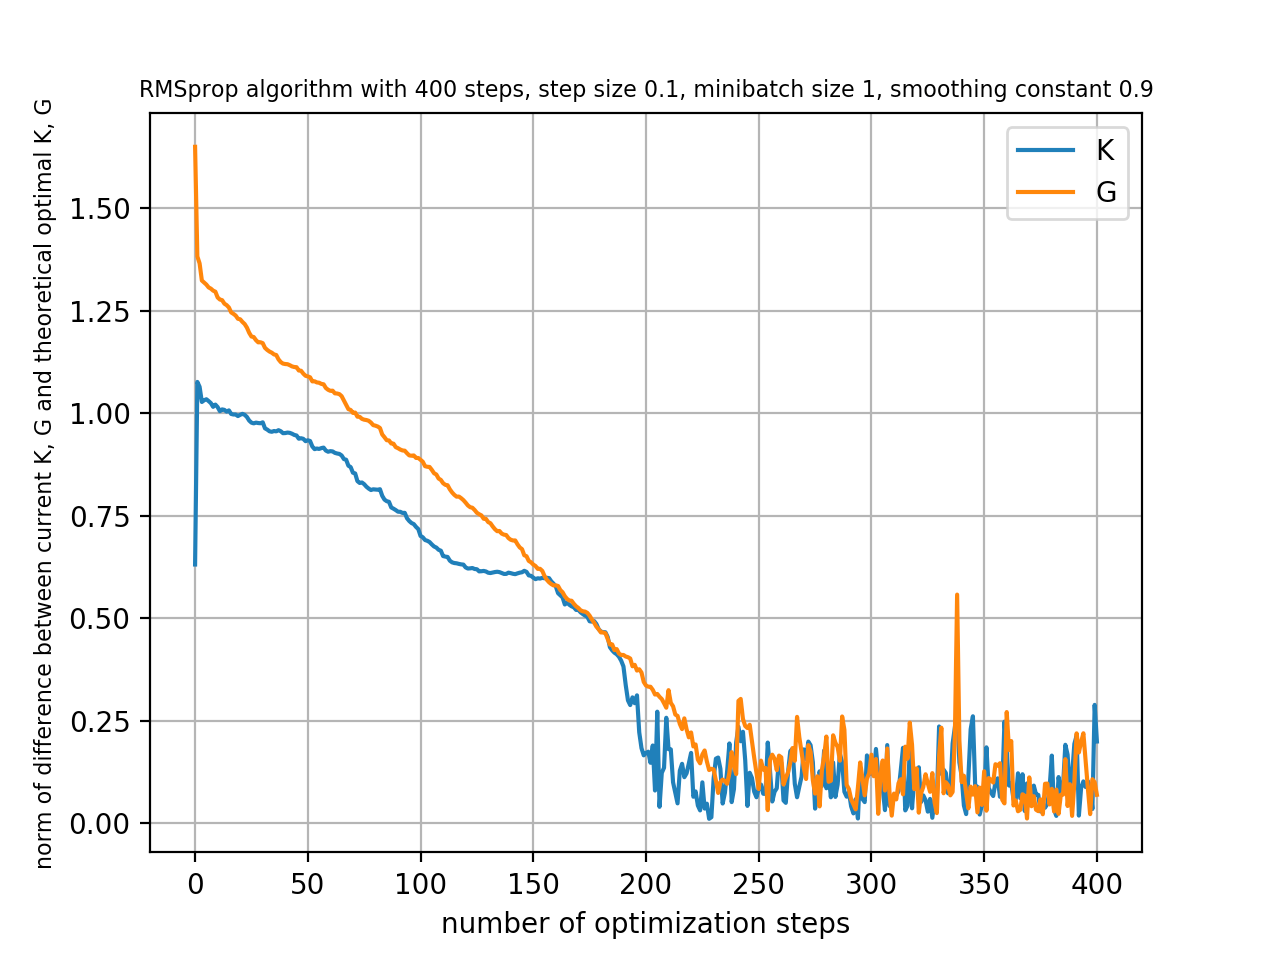 RMSprop algorithm with 400 steps, step size 0.1, minibatch size 1, smoothing constant 0.9
norm of difference between current K, G and theoretical optimal K, G
1.50
1.25
1.00
0.75
0.50
0.25
0.00
K
G
0 50 100 150 200 250 300 350 400
number of optimization steps